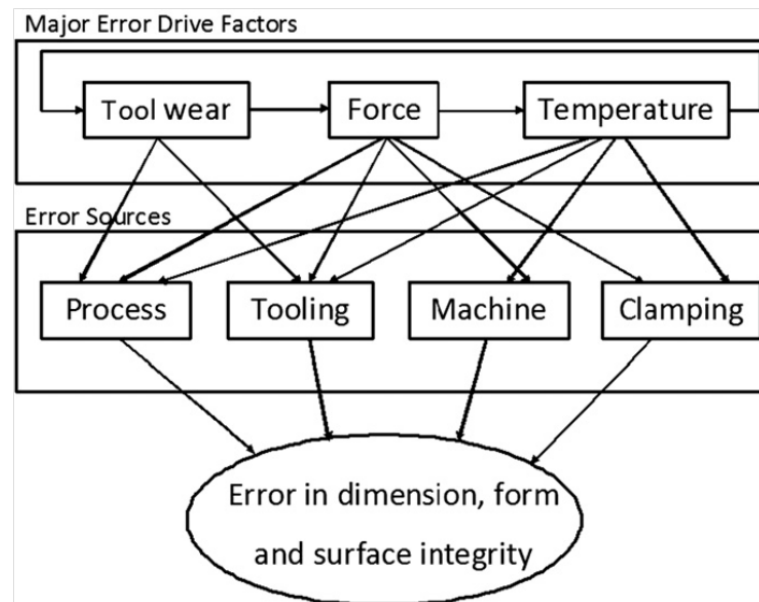 Major Error Drive Factors
Tool wear
Force
Temperature
Error Sources
Process
Tooling
Machine
Clamping
Error in dimension, form
and surface integrity